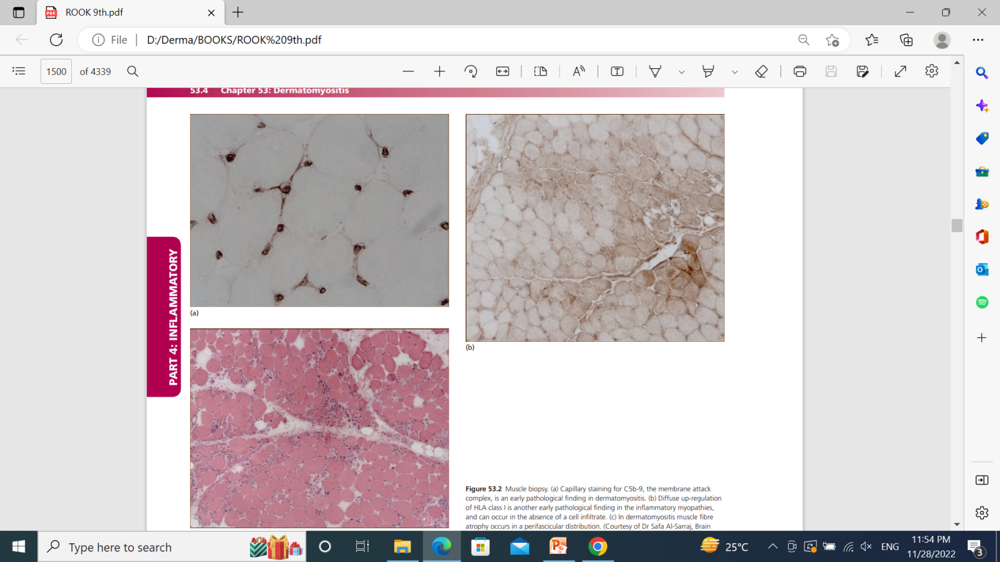 ROOK 9th.pdf
File
D:/Derma/BOOKS/ROOK%209th.pdf
1500 of 4339
53.4 Chapter 53: Dermatomyositis
PART 4: INFLAMMATORY
(a)
(b)
Figure 53.2 Muscle biopsy. (a) Capillary staining for C5b-9, the membrane attack
complex, is an early pathological finding in dermatomyositis. (b) Diffuse up-regulation
of HLA class I is another early pathological finding in the inflammatory myopathies,
and can occur in the absence of a cell infiltrate. (c) In dermatomyositis muscle fibre
atrophy occurs in a perifascicular distribution. (Courtesy of Dr Safa Al-Sarraj, Brain
Type here to search
25°C
ENG
11:54 PM
11/28/2022
3